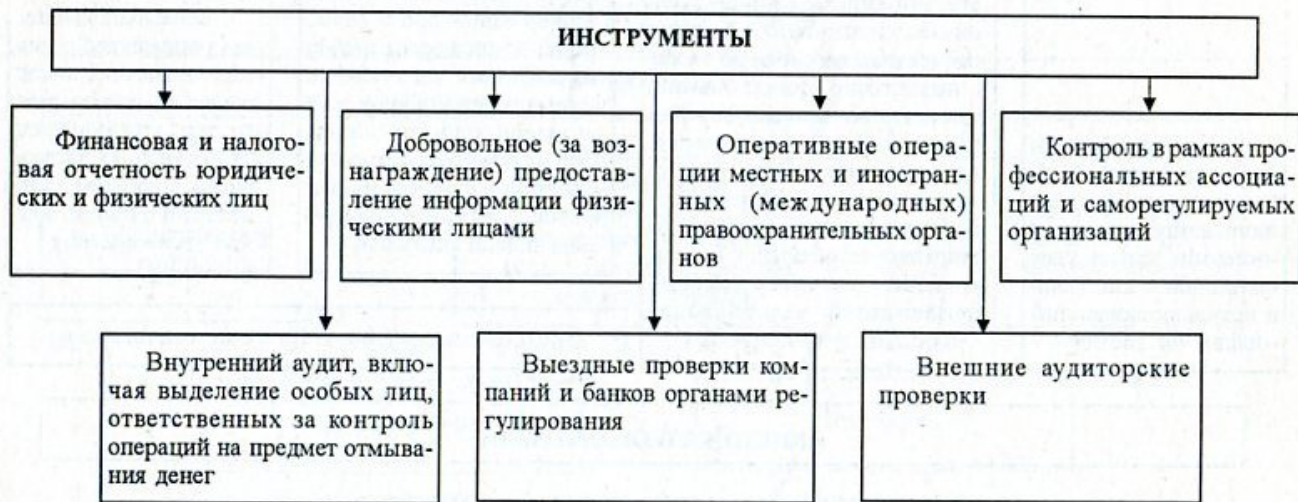 ИНСТРУМЕНТЫ
Финансовая и налого-
вая отчетность юридичес-
ских и физических лиц
Добровольное (за воз-
награждение) предостав-
ление информации физи-
ческими лицами
Оперативные опера-
ции местных и иностран-
ных (международных)
правоохранительных орга-
нов
Контроль в рамках про-
фессиональных ассоциа-
ций и саморегулируемых
организаций
Внутренний аудит, вклю-
чая выделение особых лиц,
ответственных за контроль
операций на предмет отмыва-
ния денег
Выездные проверки ком-
паний и банков органами ре-
гулирования
Внешние аудиторские
проверки